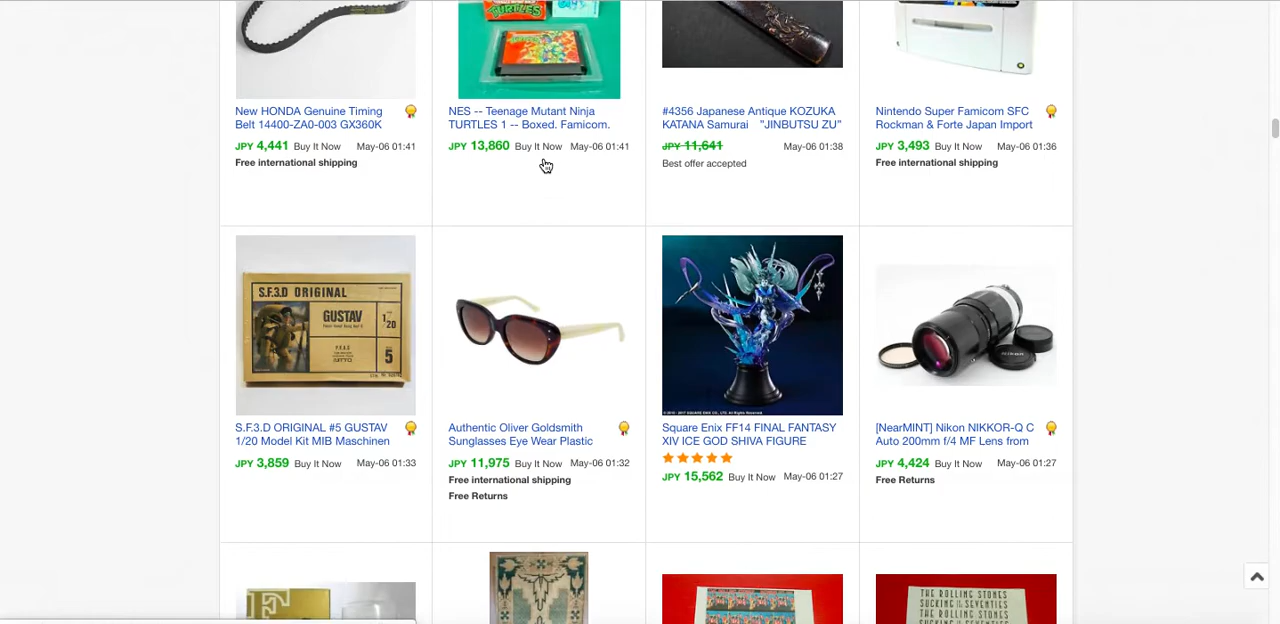 TURTLES
New HONDA Genuine Timing
Belt 14400-ZA0-003 GX360K
JPY 4,441 Buy It Now May-06 01:41
Free international shipping
NES -- Teenage Mutant Ninja
TURTLES 1 -- Boxed. Famicom.
JPY 13,860 Buy It Now May-06 01:41
#4356 Japanese Antique KOZUKA
KATANA Samurai "JINBUTSU ZU"
JPY 11,641 May-06 01:38
Best offer accepted
Nintendo Super Famicom SFC
Rockman & Forte Japan Import
JPY 3,493 Buy It Now May-06 01:36
Free international shipping
S.F.3.D ORIGINAL
GUSTAV
1/20
5
S.F.3.D ORIGINAL #5 GUSTAV
1/20 Model Kit MIB Maschinen
JPY 3,859 Buy It Now May-06 01:33
Authentic Oliver Goldsmith
Sunglasses Eye Wear Plastic
JPY 11,975 Buy It Now May-06 01:32
Free international shipping
Free Returns
Square Enix FF14 FINAL FANTASY
XIV ICE GOD SHIVA FIGURE
JPY 15,562 Buy It Now May-06 01:27
NIKON
[NearMINT] Nikon NIKKOR-Q C
Auto 200mm f/4 MF Lens from
JPY 4,424 Buy It Now May-06 01:27
Free Returns
F
THE ROLLING STONES
SUCKING IN THE SEVENTIES
THE ROLLING STONES